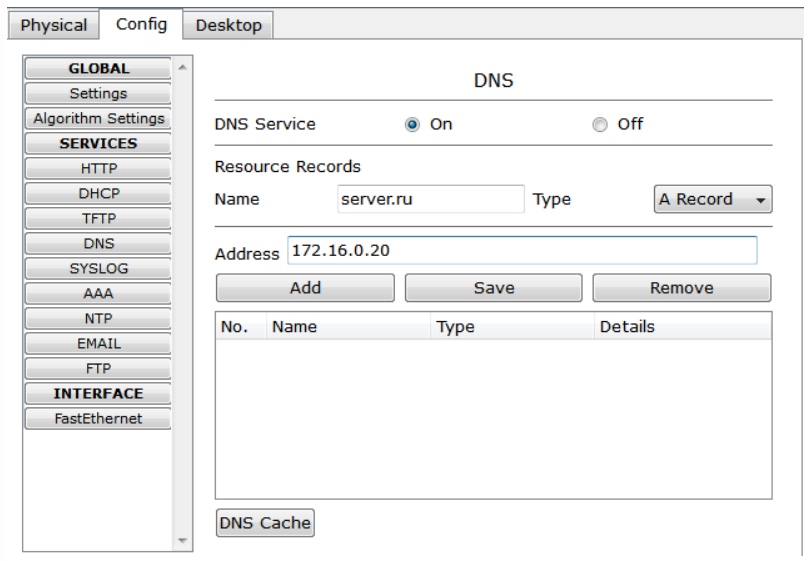 Physical Config Desktop
GLOBAL
Settings
Algorithm Settings
SERVICES
HTTP
DHCP
TFTP
DNS
SYSLOG
AAA
NTP
EMAIL
FTP
INTERFACE
FastEthernet
DNS
DNS Service On Off
Resource Records
Name server.ru Type A Record
Address 172.16.0.20
Add Save Remove
No. Name Type Details
DNS Cache